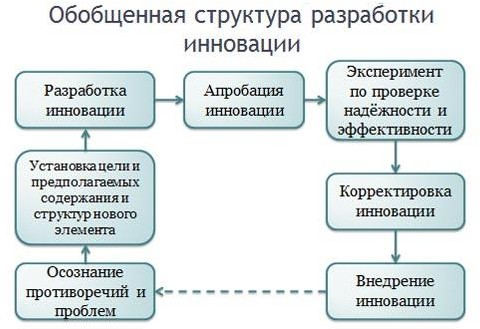 Обобщенная структура разработки
инновации
Разработка
инновации
Апробация
инновации
Эксперимент
по проверке
надёжности и
эффективности
Установка цели и
предполагаемых
содержания и
структур нового
элемента
Корректировка
инновации
Осознание
противоречий и
проблем
Внедрение
инновации